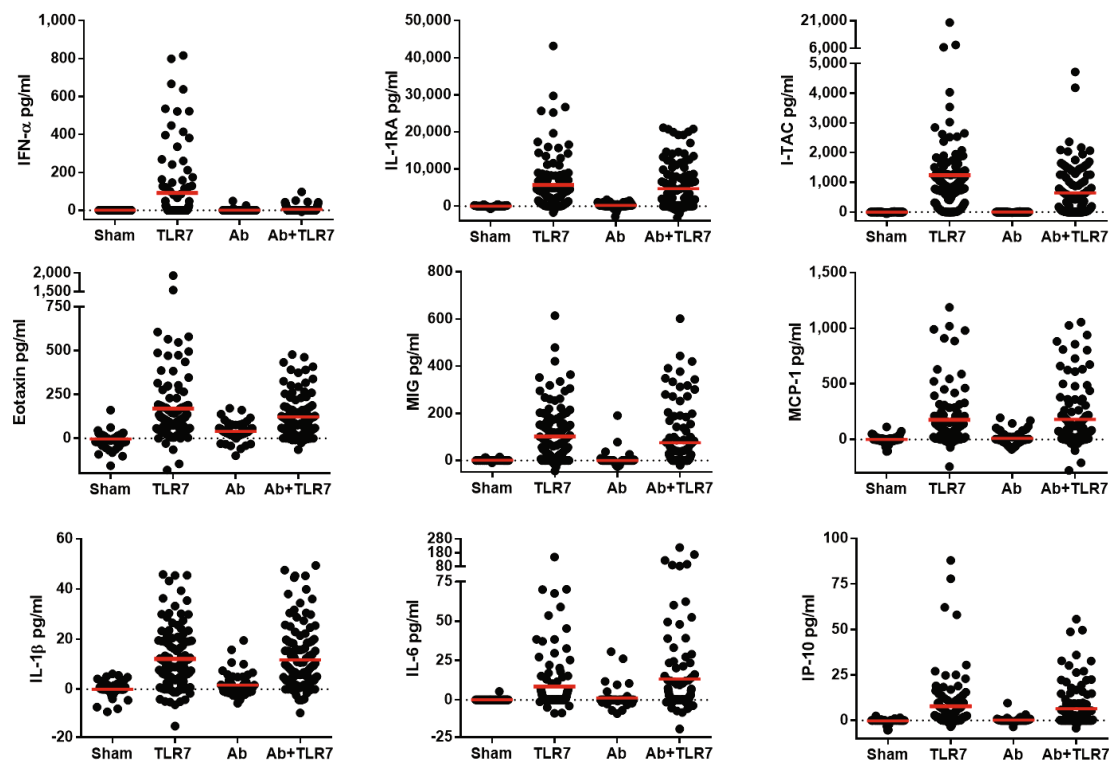 1,000
800
600
400
200
0
IFN-α pg/ml
Sham TLR7 Ab Ab+TLR7
50,000
40,000
30,000
20,000
10,000
0
IL-1RA pg/ml
Sham TLR7 Ab Ab+TLR7
21,000
6,000
5,000
4,000
3,000
2,000
1,000
0
I-TAC pg/ml
Sham TLR7 Ab Ab+TLR7
2,000
1,500
750
500
250
0
Eotaxin pg/ml
Sham TLR7 Ab Ab+TLR7
800
600
400
200
0
MIG pg/ml
Sham TLR7 Ab Ab+TLR7
1,500
1,000
500
0
MCP-1 pg/ml
Sham TLR7 Ab Ab+TLR7
60
40
20
0
-20
IL-1β pg/ml
Sham TLR7 Ab Ab+TLR7
280
180
80
75
50
25
0
-25
IL-6 pg/ml
Sham TLR7 Ab Ab+TLR7
100
75
50
25
0
IP-10 pg/ml
Sham TLR7 Ab Ab+TLR7